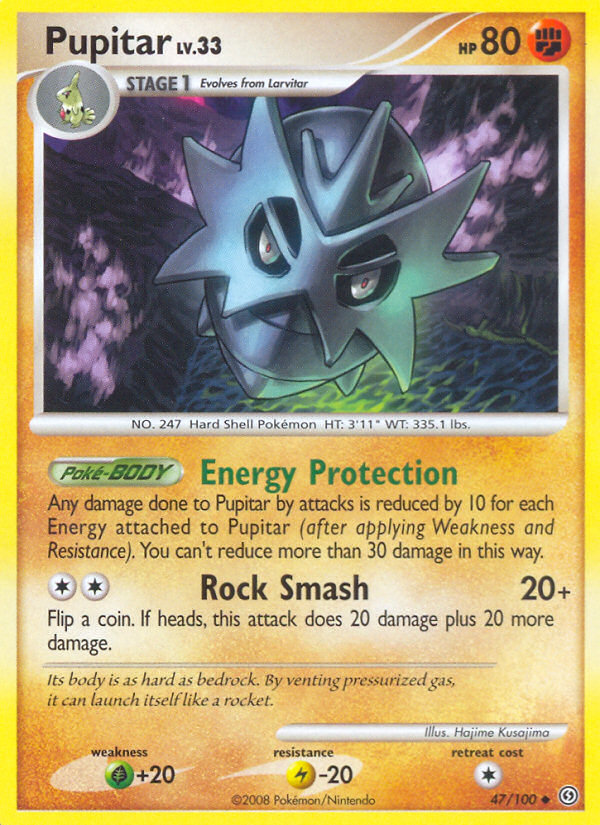 Pupitar LV.33
HP 80
STAGE 1 Evolves from Larvitar
NO. 247 Hard Shell Pokémon HT: 3'11" WT: 335.1 lbs.
Poké-BODY Energy Protection
Any damage done to Pupitar by attacks is reduced by 10 for each
Energy attached to Pupitar (after applying Weakness and
Resistance). You can't reduce more than 30 damage in this way.
Rock Smash 20+
Flip a coin. If heads, this attack does 20 damage plus 20 more
damage.
Its body is as hard as bedrock. By venting pressurized gas,
it can launch itself like a rocket.
Illus. Hajime Kusajima
weakness resistance retreat cost
+20 -20
©2008 Pokémon/Nintendo 47/100